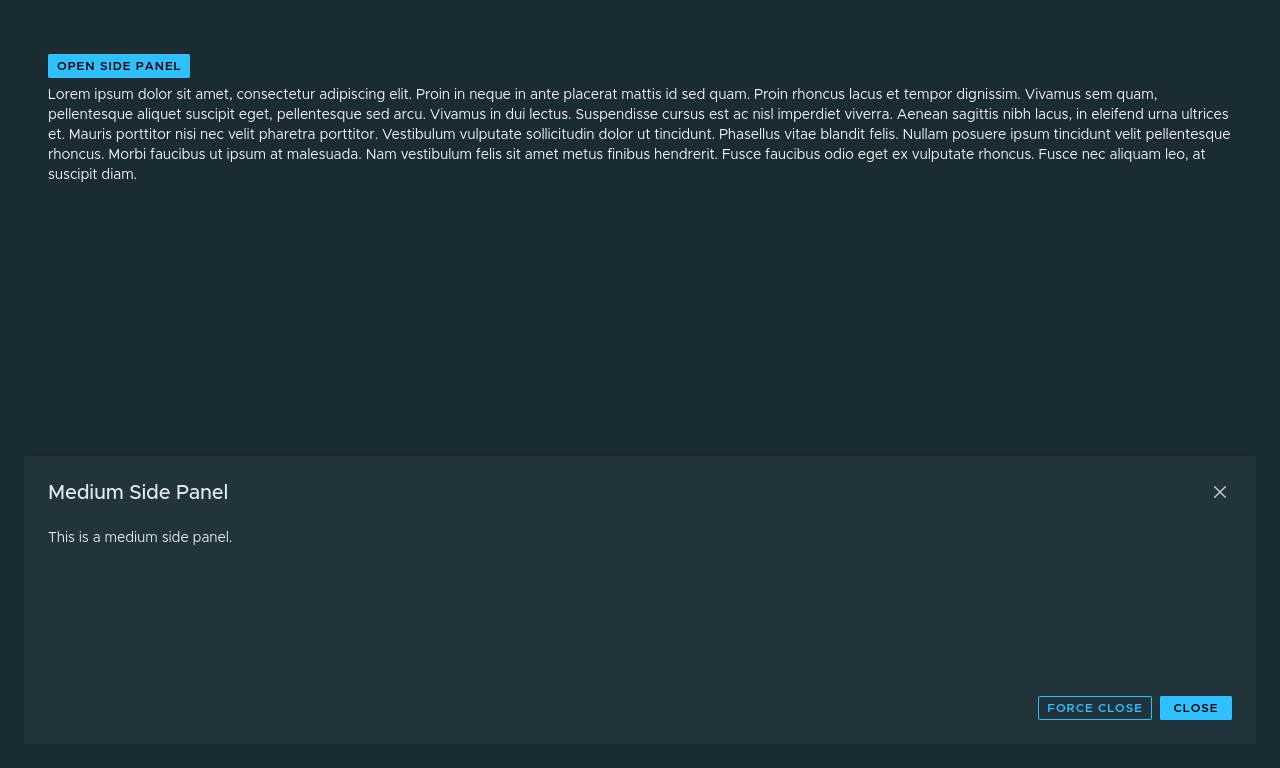 OPEN SIDE PANEL
Lorem ipsum dolor sit amet, consectetur adipiscing elit. Proin in neque in ante placerat mattis id sed quam. Proin rhoncus lacus et tempor dignissim. Vivamus sem quam,
pellentesque aliquet suscipit eget, pellentesque sed arcu. Vivamus in dui lectus. Suspendisse cursus est ac nisl imperdiet viverra. Aenean sagittis nibh lacus, in eleifend urna ultrices
et. Mauris porttitor nisi nec velit pharetra porttitor. Vestibulum vulputate sollicitudin dolor ut tincidunt. Phasellus vitae blandit felis. Nullam posuere ipsum tincidunt velit pellentesque
rhoncus. Morbi faucibus ut ipsum at malesuada. Nam vestibulum felis sit amet metus finibus hendrerit. Fusce faucibus odio eget ex vulputate rhoncus. Fusce nec aliquam leo, at
suscipit diam.
Medium Side Panel
This is a medium side panel.
FORCE CLOSE
CLOSE